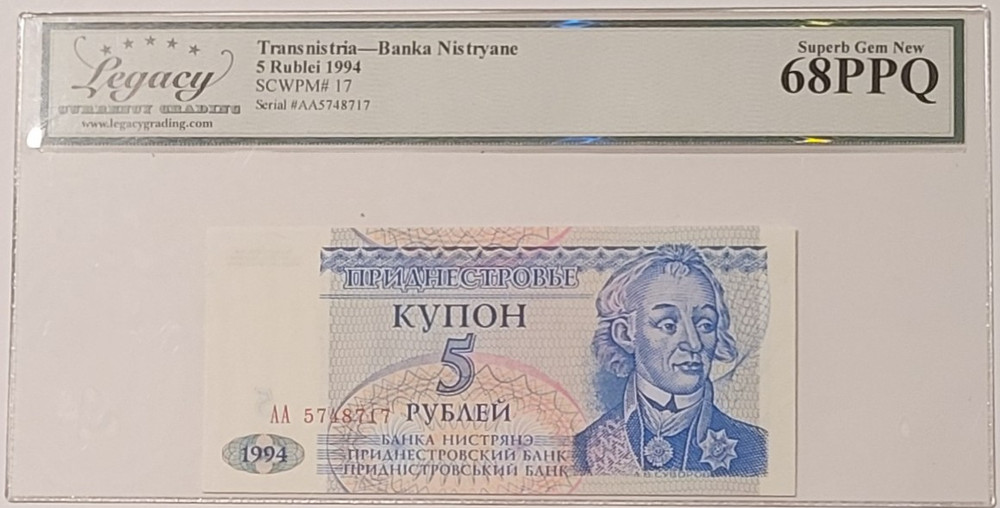 Legacy
CURRENCY GRADING
www.legacygrading.com
Transnistria—Banka Nistryane
5 Rublei 1994
SCWPM# 17
Serial #AA5748717
Superb Gem New
68PPQ
ПРИДНЕСТРОВЬЕ
КУПОН
5
АА 5748717
РУБЛЕЙ
1994
БАНКА НИСТРЯНЭ
ПРИДНЕСТРОВСКИЙ БАНК
ПРИДНІСТРОВСЬКИЙ БАНК
А.В.СУВОРОВ